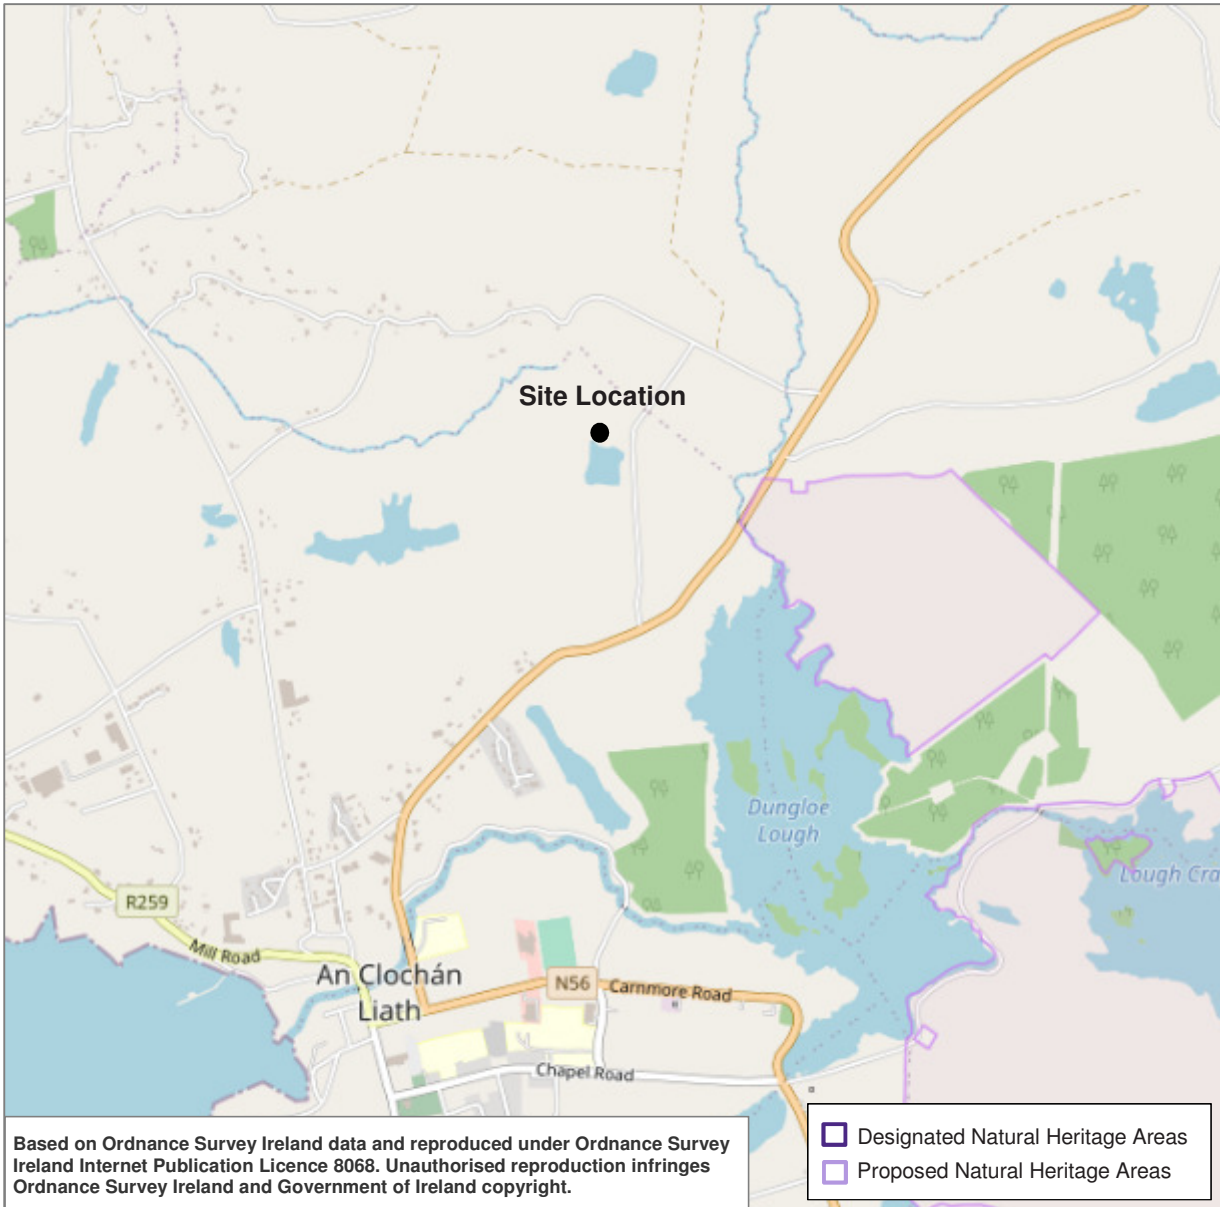 Site Location
Dungloe
Lough
Lough Cra
R259
Mill Road
An Clochán
Liath
N56
Carnmore Road
Chapel Road
Based on Ordnance Survey Ireland data and reproduced under Ordnance Survey
Ireland Internet Publication Licence 8068. Unauthorised reproduction infringes
Ordnance Survey Ireland and Government of Ireland copyright.
Designated Natural Heritage Areas
Proposed Natural Heritage Areas